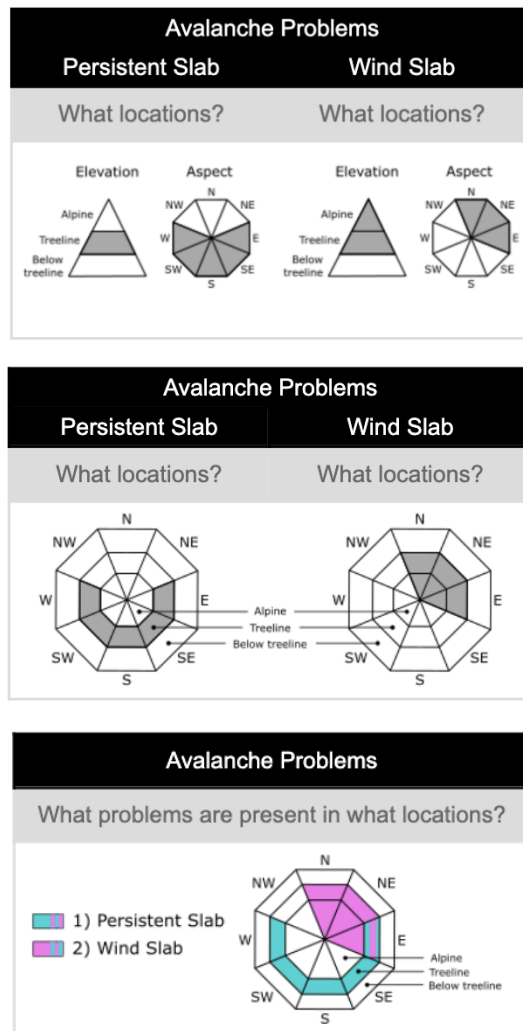 Avalanche Problems
Persistent Slab Wind Slab
What locations? What locations?
Elevation Aspect Elevation Aspect
N N
NW NE NW NE
Alpine Alpine
Treeline W E Treeline W E
Below treeline SW SE Below treeline SW SE
S S
Avalanche Problems
Persistent Slab Wind Slab
What locations? What locations?
N N
NW NE NW NE
W E W E
Alpine
Treeline
Below treeline
SW SE SW SE
S S
Avalanche Problems
What problems are present in what locations?
N
NW NE
1) Persistent Slab
2) Wind Slab
W E
Alpine
Treeline
Below treeline
SW SE
S